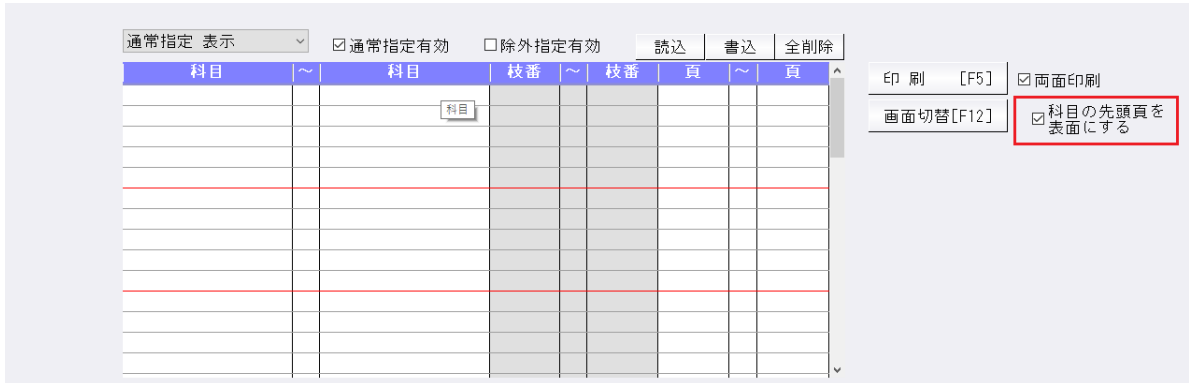 通常指定 表示 通常指定有効 除外指定有効 読込 書込 全削除
科目 ～ 科目 枝番 ～ 枝番 頁 ～ 頁
科目
印 刷 [F5] 両面印刷
画面切替[F12] 科目の先頭頁を
表面にする